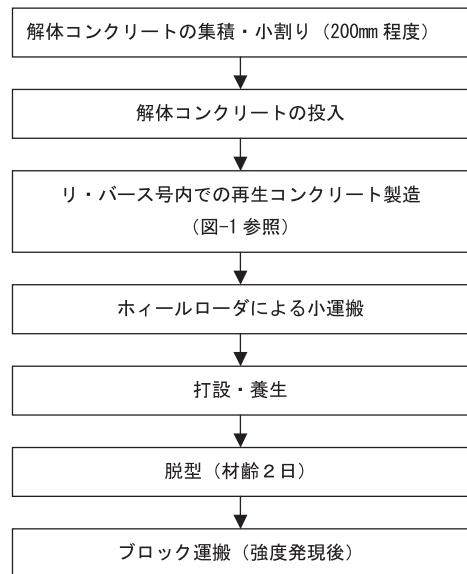 解体コンクリートの集積・小割り（200mm 程度）
解体コンクリートの投入
リ・バース号内での再生コンクリート製造
（図-1 参照）
ホィールローダによる小運搬
打設・養生
脱型（材齢２日）
ブロック運搬（強度発現後）